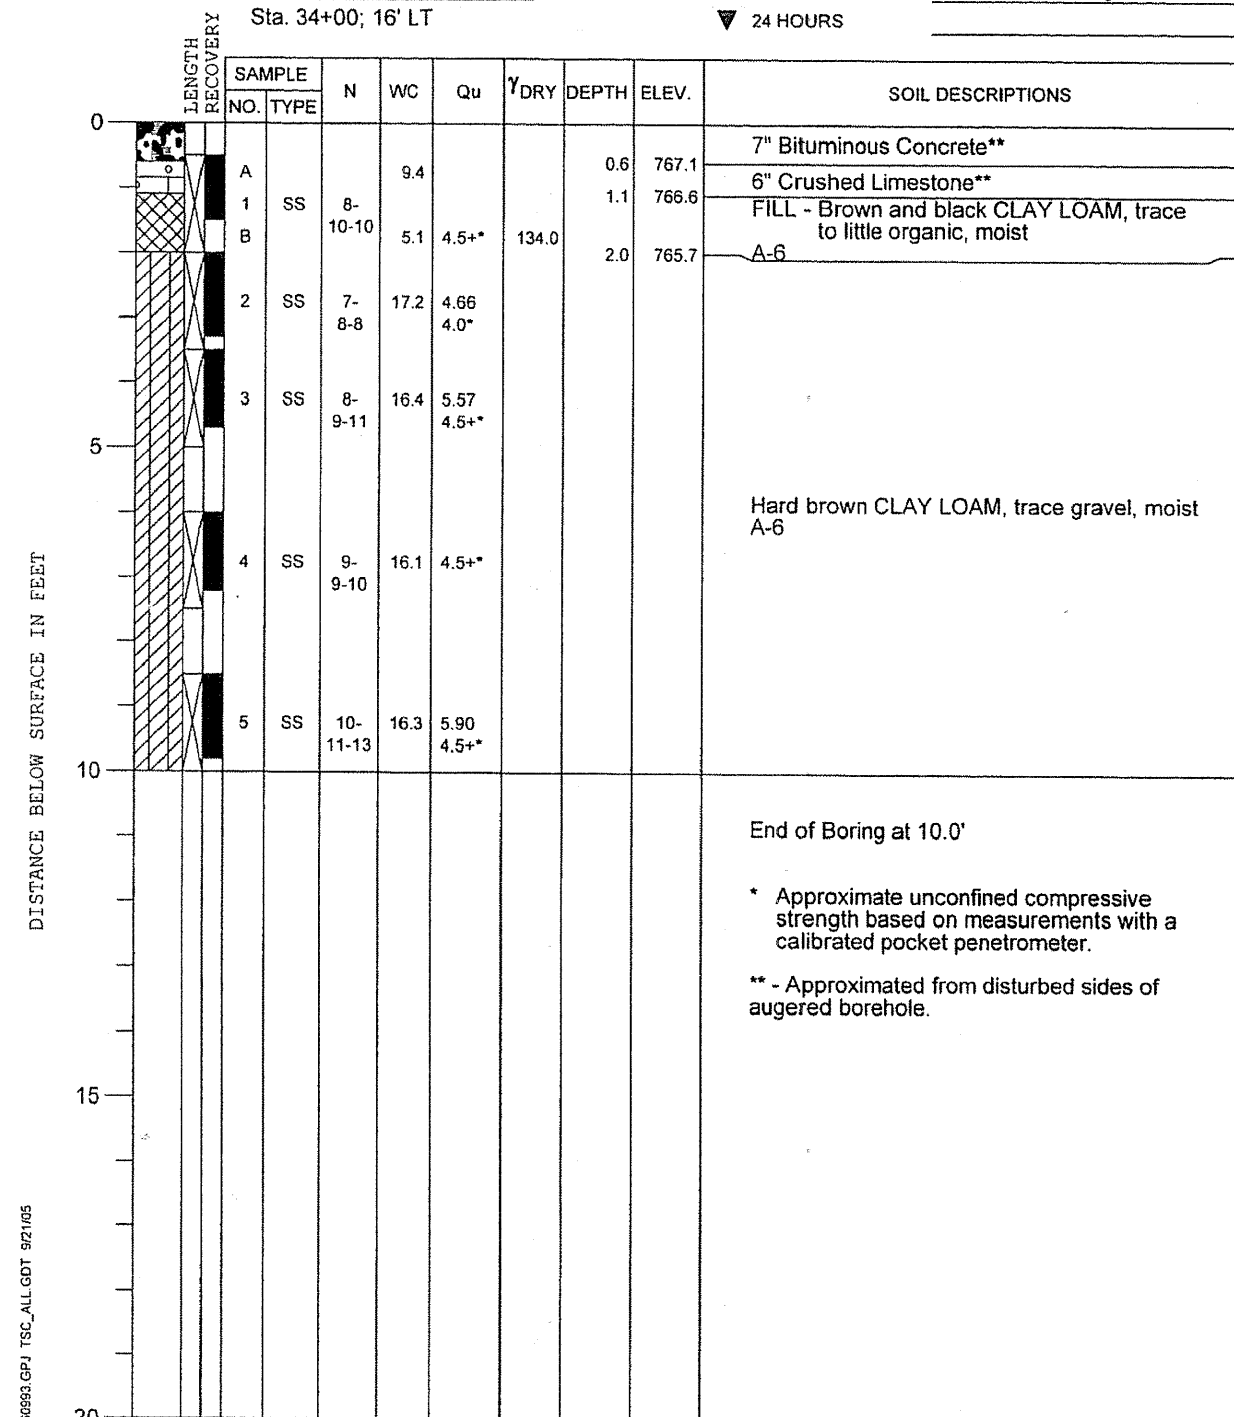 Sta. 34+00; 16' LT
▼ 24 HOURS
LENGTH
RECOVERY
SAMPLE
NO. TYPE
N
WC
Qu
γDRY
DEPTH
ELEV.
SOIL DESCRIPTIONS
0
7" Bituminous Concrete**
0.6 767.1
A 9.4
6" Crushed Limestone**
1.1 766.6
1 SS 8-
10-10
FILL - Brown and black CLAY LOAM, trace
to little organic, moist
B 5.1 4.5+* 134.0
A-6
2.0 765.7
2 SS 7- 17.2 4.66
8-8 4.0*
3 SS 8- 16.4 5.57
9-11 4.5+*
5
Hard brown CLAY LOAM, trace gravel, moist
A-6
4 SS 9- 16.1 4.5+*
9-10
5 SS 10- 16.3 5.90
11-13 4.5+*
10
End of Boring at 10.0'
* Approximate unconfined compressive
strength based on measurements with a
calibrated pocket penetrometer.
** - Approximated from disturbed sides of
augered borehole.
15
20
DISTANCE BELOW SURFACE IN FEET
0993.GPJ TSC_ALL.GDT 9/21/05